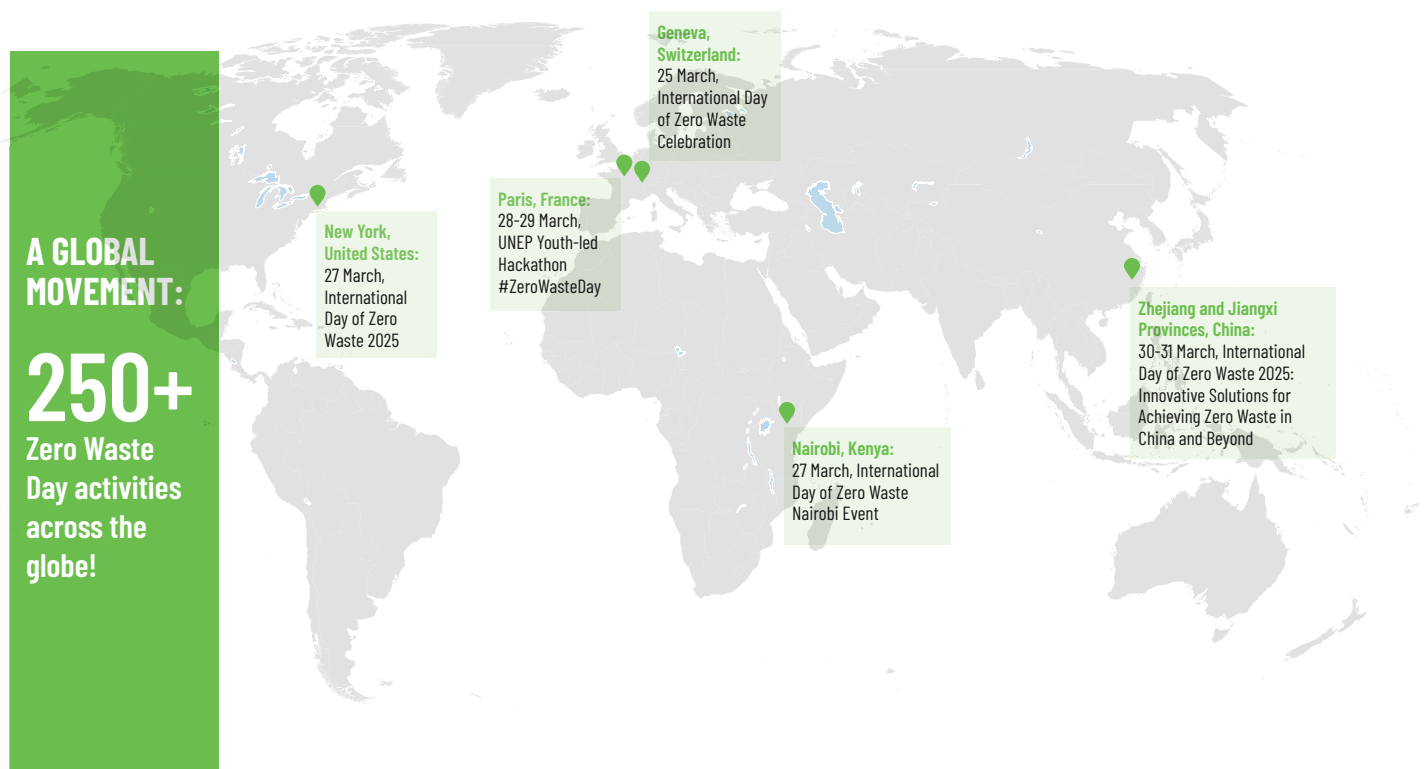 A GLOBAL
MOVEMENT:
250+
Zero Waste
Day activities
across the
globe!
New York,
United States:
27 March,
International
Day of Zero
Waste 2025
Paris, France:
28-29 March,
UNEP Youth-led
Hackathon
#ZeroWasteDay
Geneva,
Switzerland:
25 March,
International Day
of Zero Waste
Celebration
Nairobi, Kenya:
27 March, International
Day of Zero Waste
Nairobi Event
Zhejiang and Jiangxi
Provinces, China:
30-31 March, International
Day of Zero Waste 2025:
Innovative Solutions for
Achieving Zero Waste in
China and Beyond